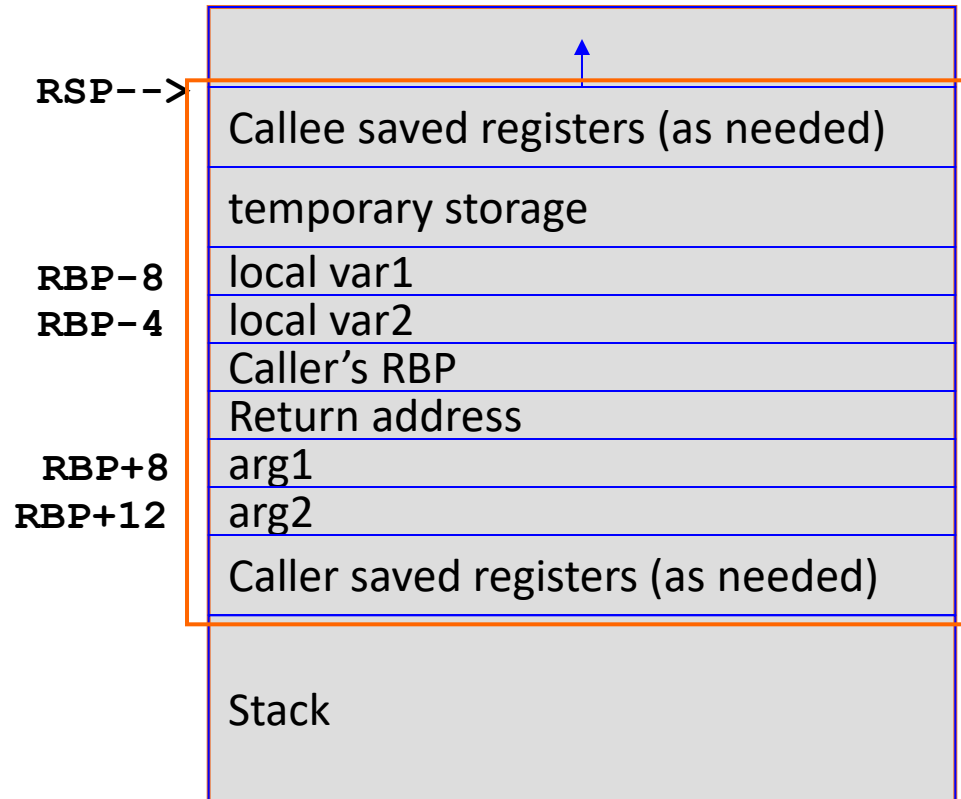 RSP-->
Callee saved registers (as needed)
temporary storage
RBP-8 local var1
RBP-4 local var2
Caller’s RBP
Return address
RBP+8 arg1
RBP+12 arg2
Caller saved registers (as needed)
Stack